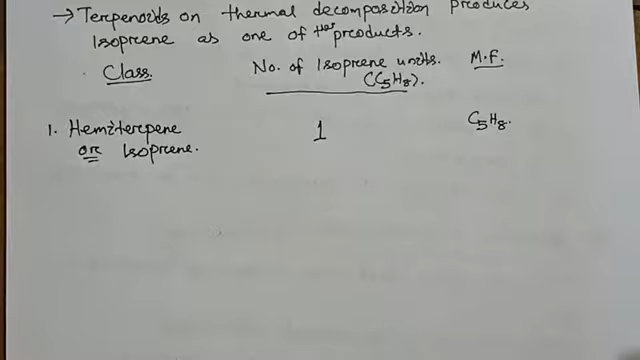 → Terpenoids on thermal decomposition produces
Isoprene as one of the products.
Class. No. of Isoprene units. M.F.
(C5H8).
1. Hemiterpene 1 C5H8.
or Isoprene.